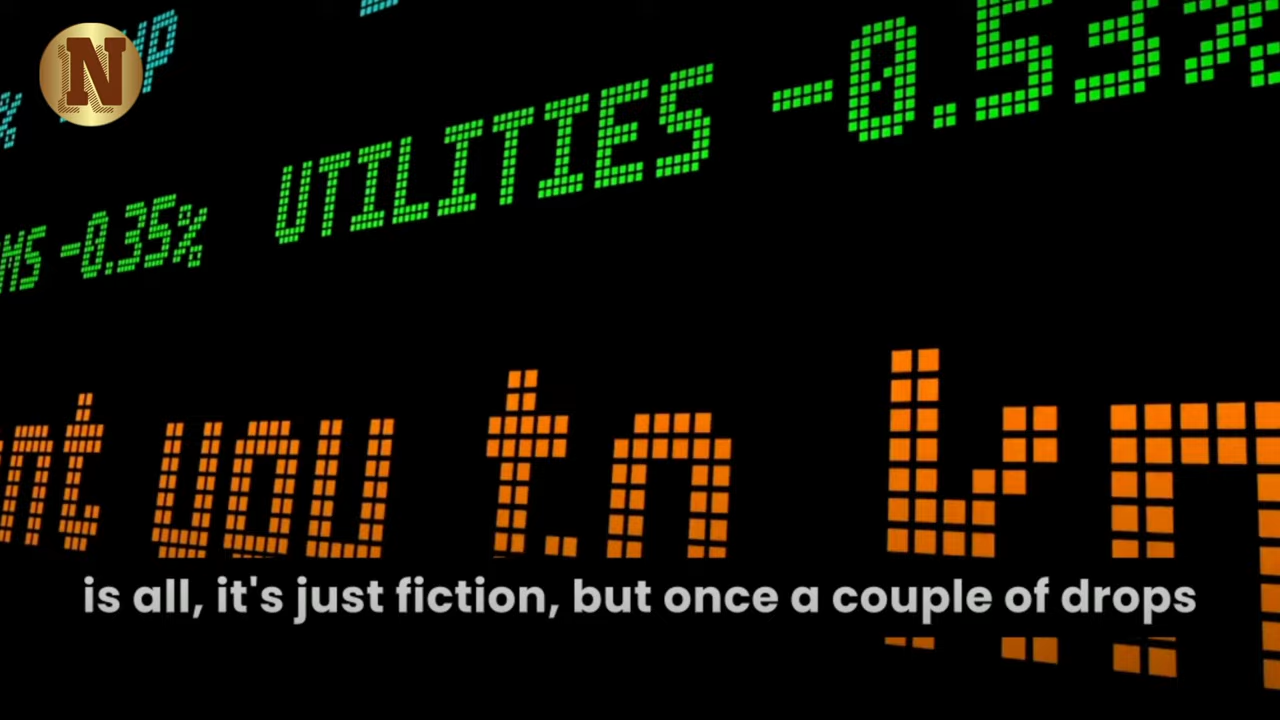 N
UTILITIES -0.53%
MS -0.35%
nt you to kn
is all, it's just fiction, but once a couple of drops